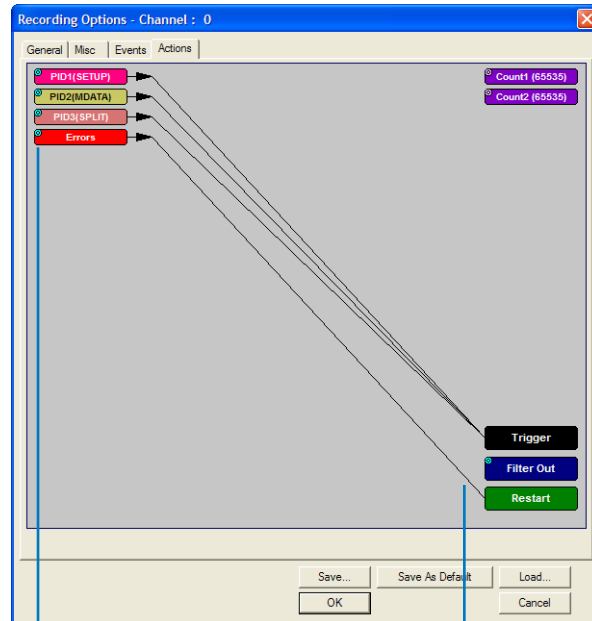 Recording Options - Channel : 0
General Misc Events Actions
PID1(SETUP) Count1 (65535)
PID2(MDATA) Count2 (65535)
PID3(SPLIT)
Errors
Trigger
Filter Out
Restart
Save... Save As Default Load...
OK Cancel